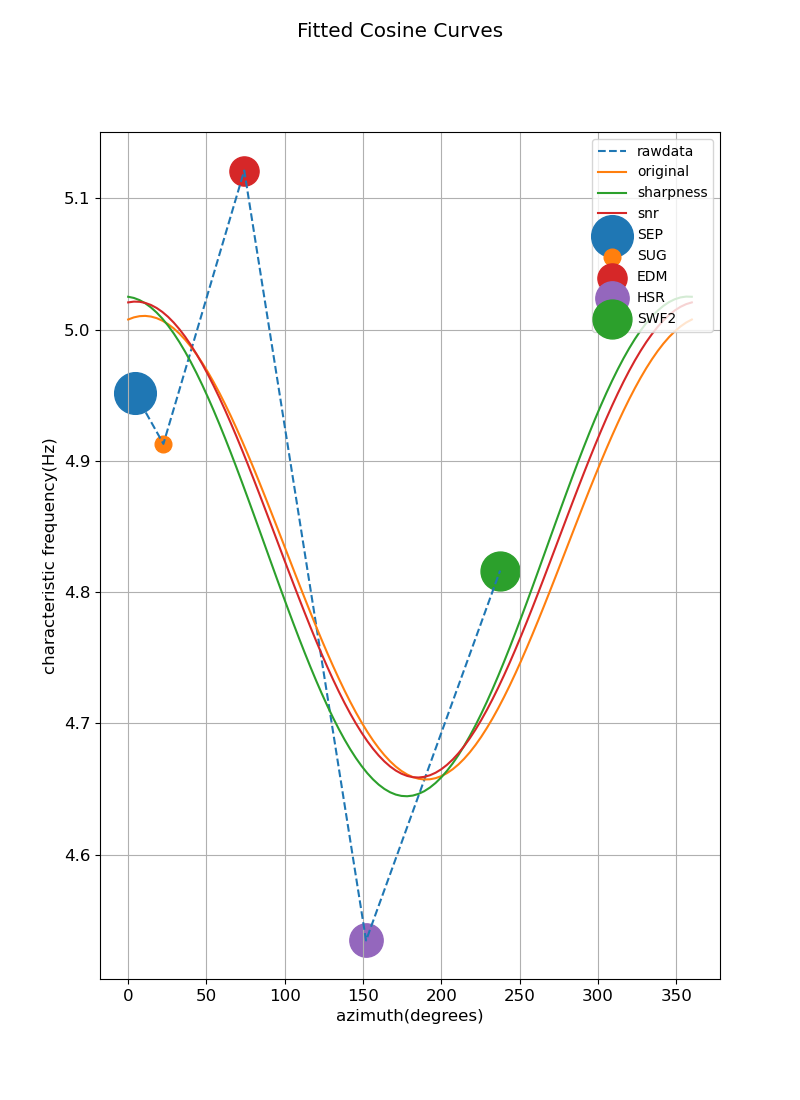 Fitted Cosine Curves
rawdata
original
sharpness
snr
SEP
SUG
EDM
HSR
SWF2
characteristic frequency(Hz)
5.1
5.0
4.9
4.8
4.7
4.6
0 50 100 150 200 250 300 350
azimuth(degrees)